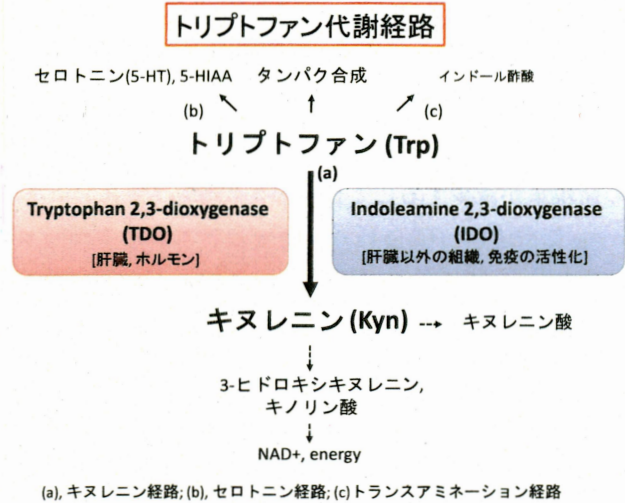 トリプトファン代謝経路
セロトニン(5-HT), 5-HIAA タンパク合成 インドール酢酸
(b) (c)
トリプトファン (Trp)
(a)
Tryptophan 2,3-dioxygenase
(TDO)
[肝臓, ホルモン]
Indoleamine 2,3-dioxygenase
(IDO)
[肝臓以外の組織, 免疫の活性化]
キヌレニン (Kyn) キヌレニン酸
3-ヒドロキシキヌレニン,
キノリン酸
NAD+, energy
(a), キヌレニン経路; (b), セロトニン経路; (c)トランスアミネーション経路